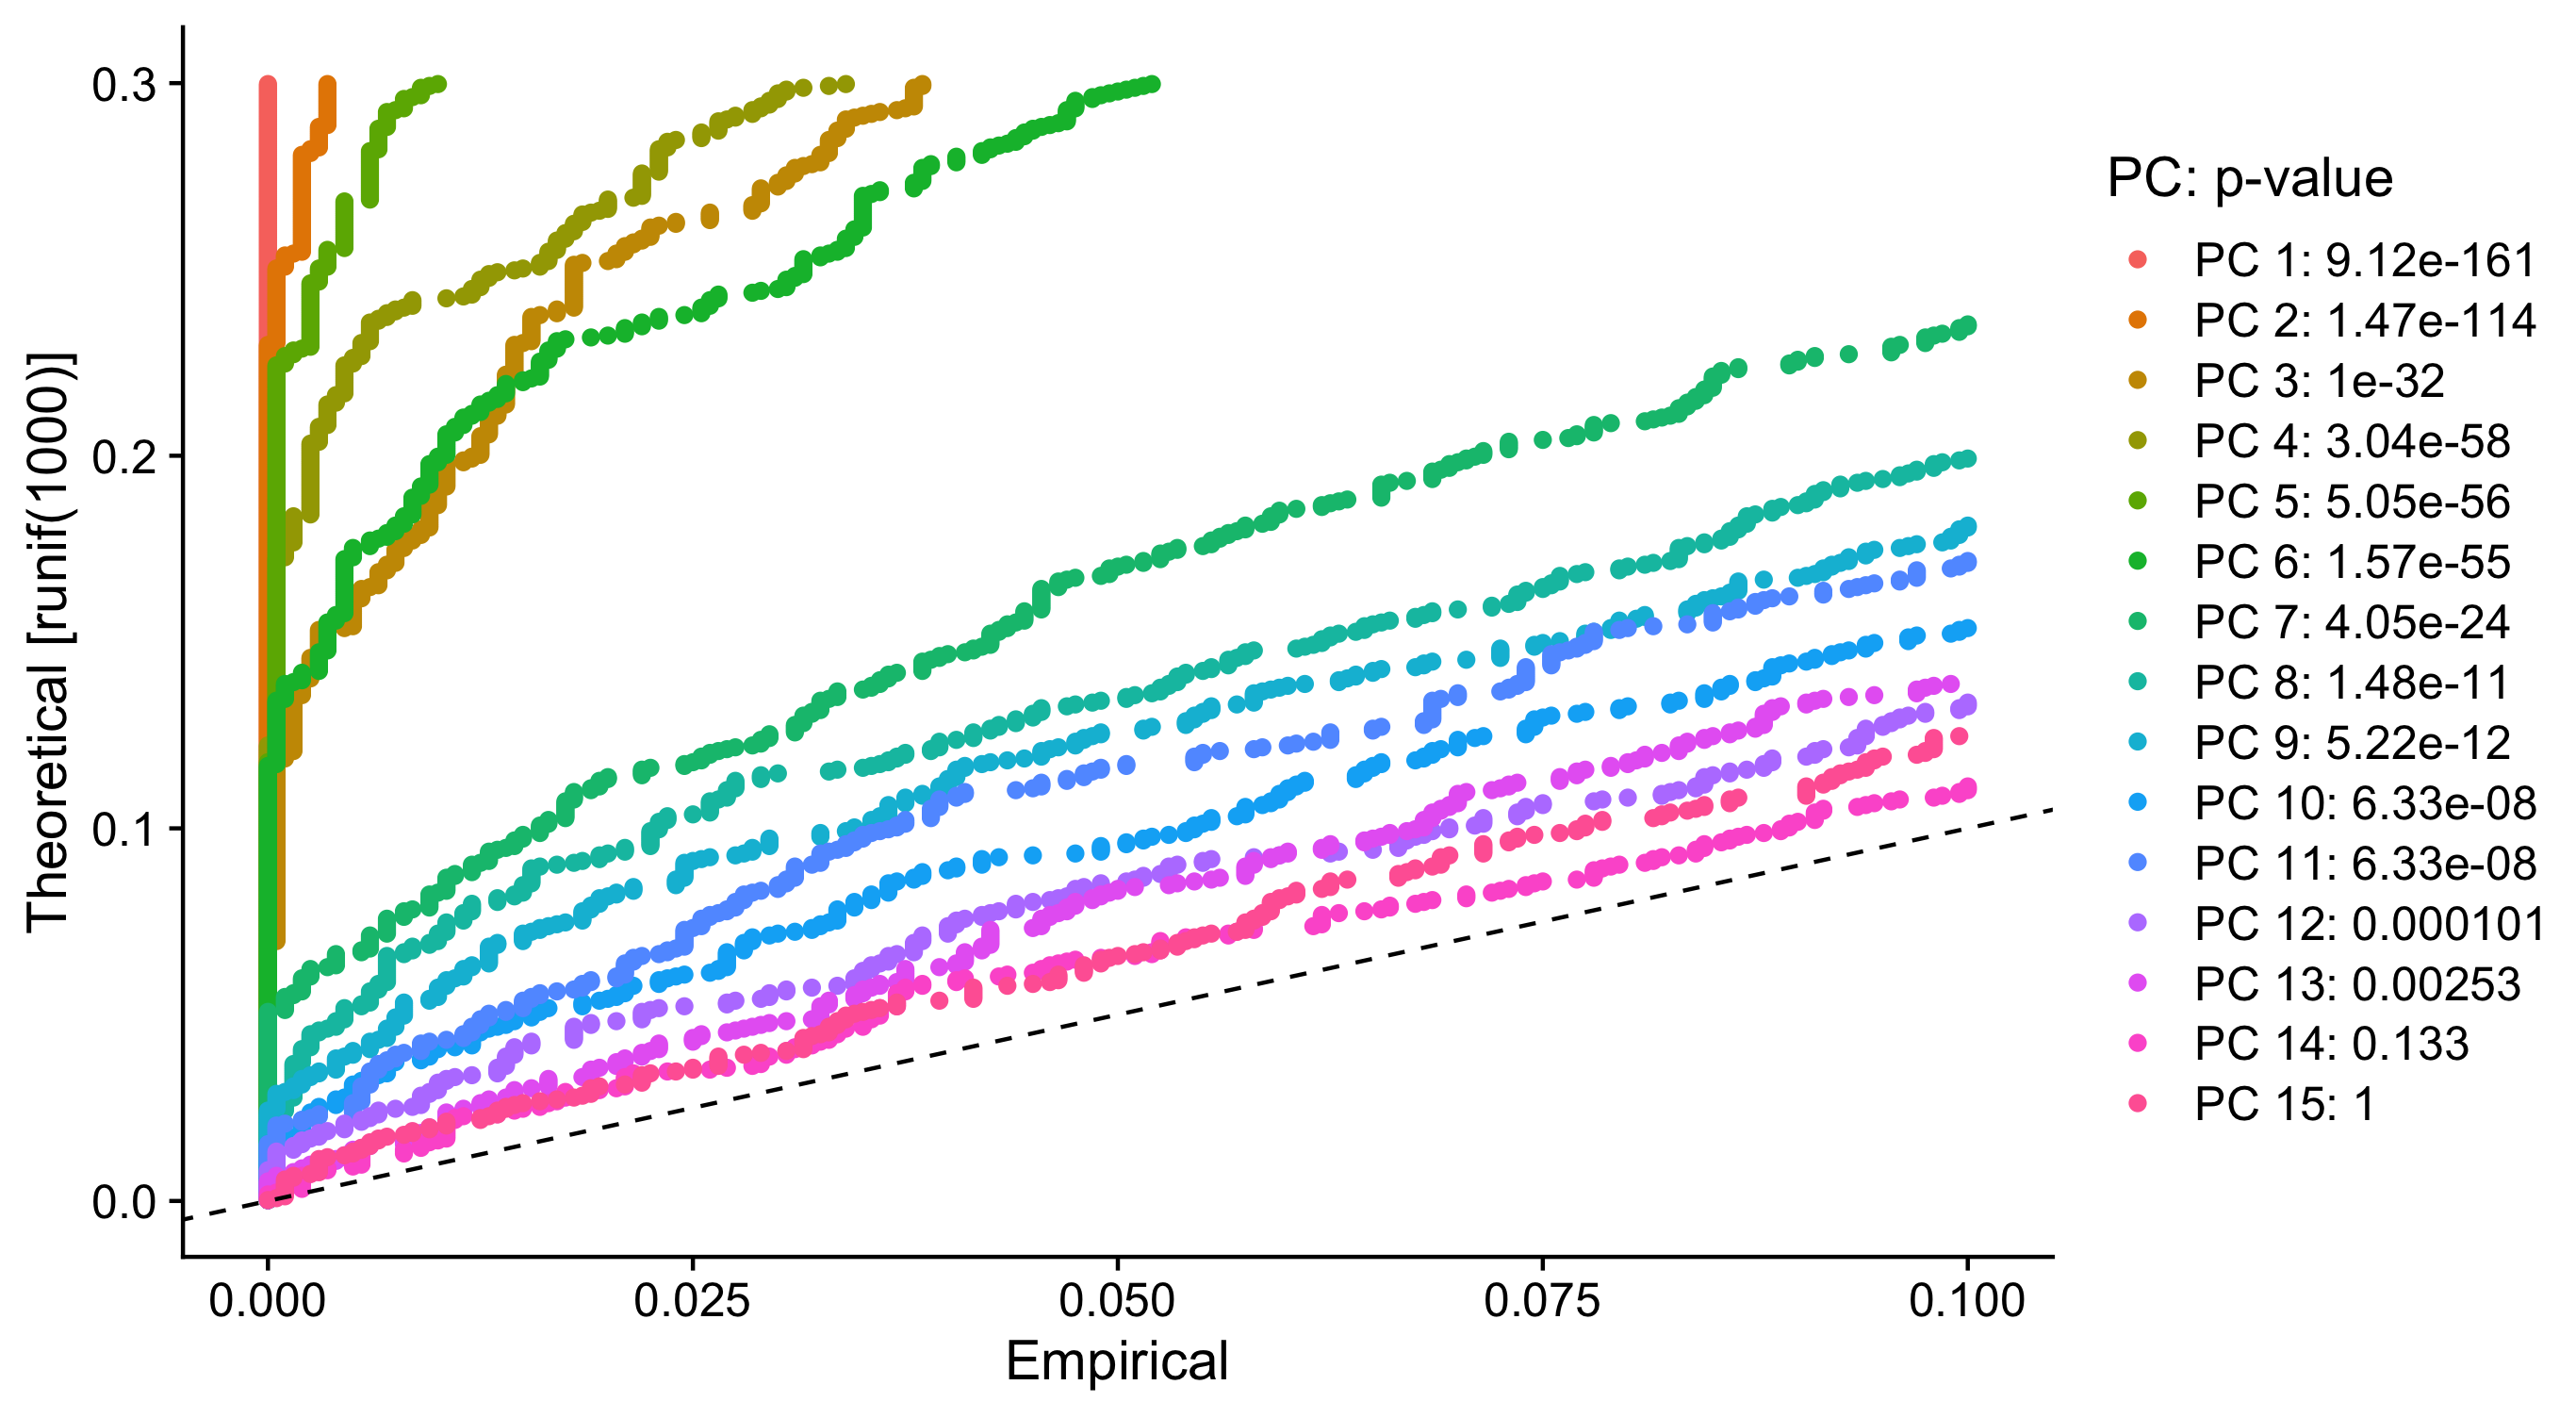 Theoretical [runif(1000)]
0.3
0.2
0.1
0.0
0.000 0.025 0.050 0.075 0.100
Empirical
PC: p-value
PC 1: 9.12e-161
PC 2: 1.47e-114
PC 3: 1e-32
PC 4: 3.04e-58
PC 5: 5.05e-56
PC 6: 1.57e-55
PC 7: 4.05e-24
PC 8: 1.48e-11
PC 9: 5.22e-12
PC 10: 6.33e-08
PC 11: 6.33e-08
PC 12: 0.000101
PC 13: 0.00253
PC 14: 0.133
PC 15: 1